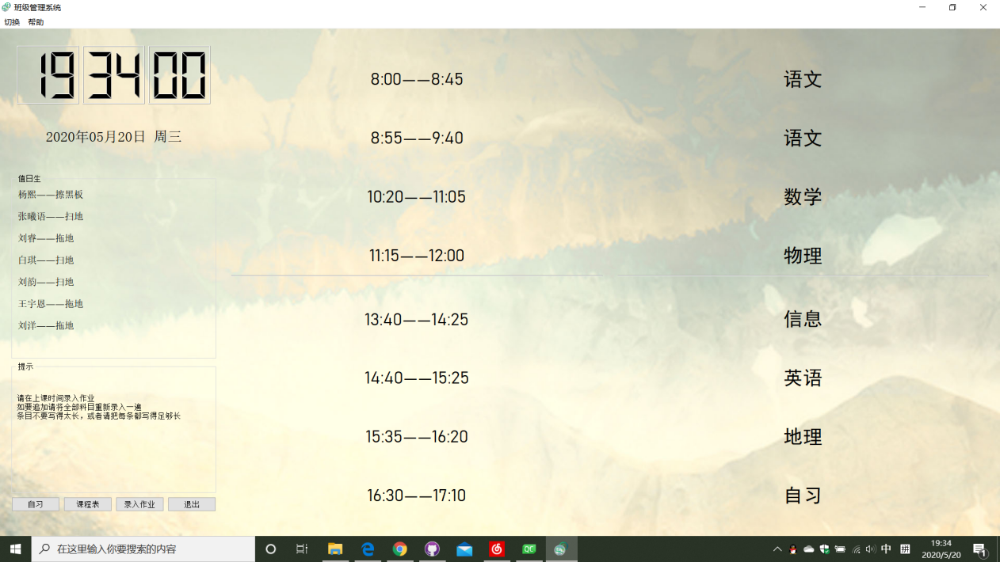 班级管理系统
切换 帮助
19 34 00
2020年05月20日 周三
值日生
杨熙——擦黑板
张曦语——扫地
刘睿——拖地
白琪——扫地
刘韵——扫地
王宇恩——拖地
刘洋——拖地
提示
请在上课时间录入作业
如要追加请将全部科目重新录入一遍
条目不要写得太长，或者请把每条都写得足够长
自习 课程表 录入作业 退出
8:00——8:45 语文
8:55——9:40 语文
10:20——11:05 数学
11:15——12:00 物理
13:40——14:25 信息
14:40——15:25 英语
15:35——16:20 地理
16:30——17:10 自习
在这里输入你要搜索的内容
QC
中
拼
19:34
2020/5/20
1